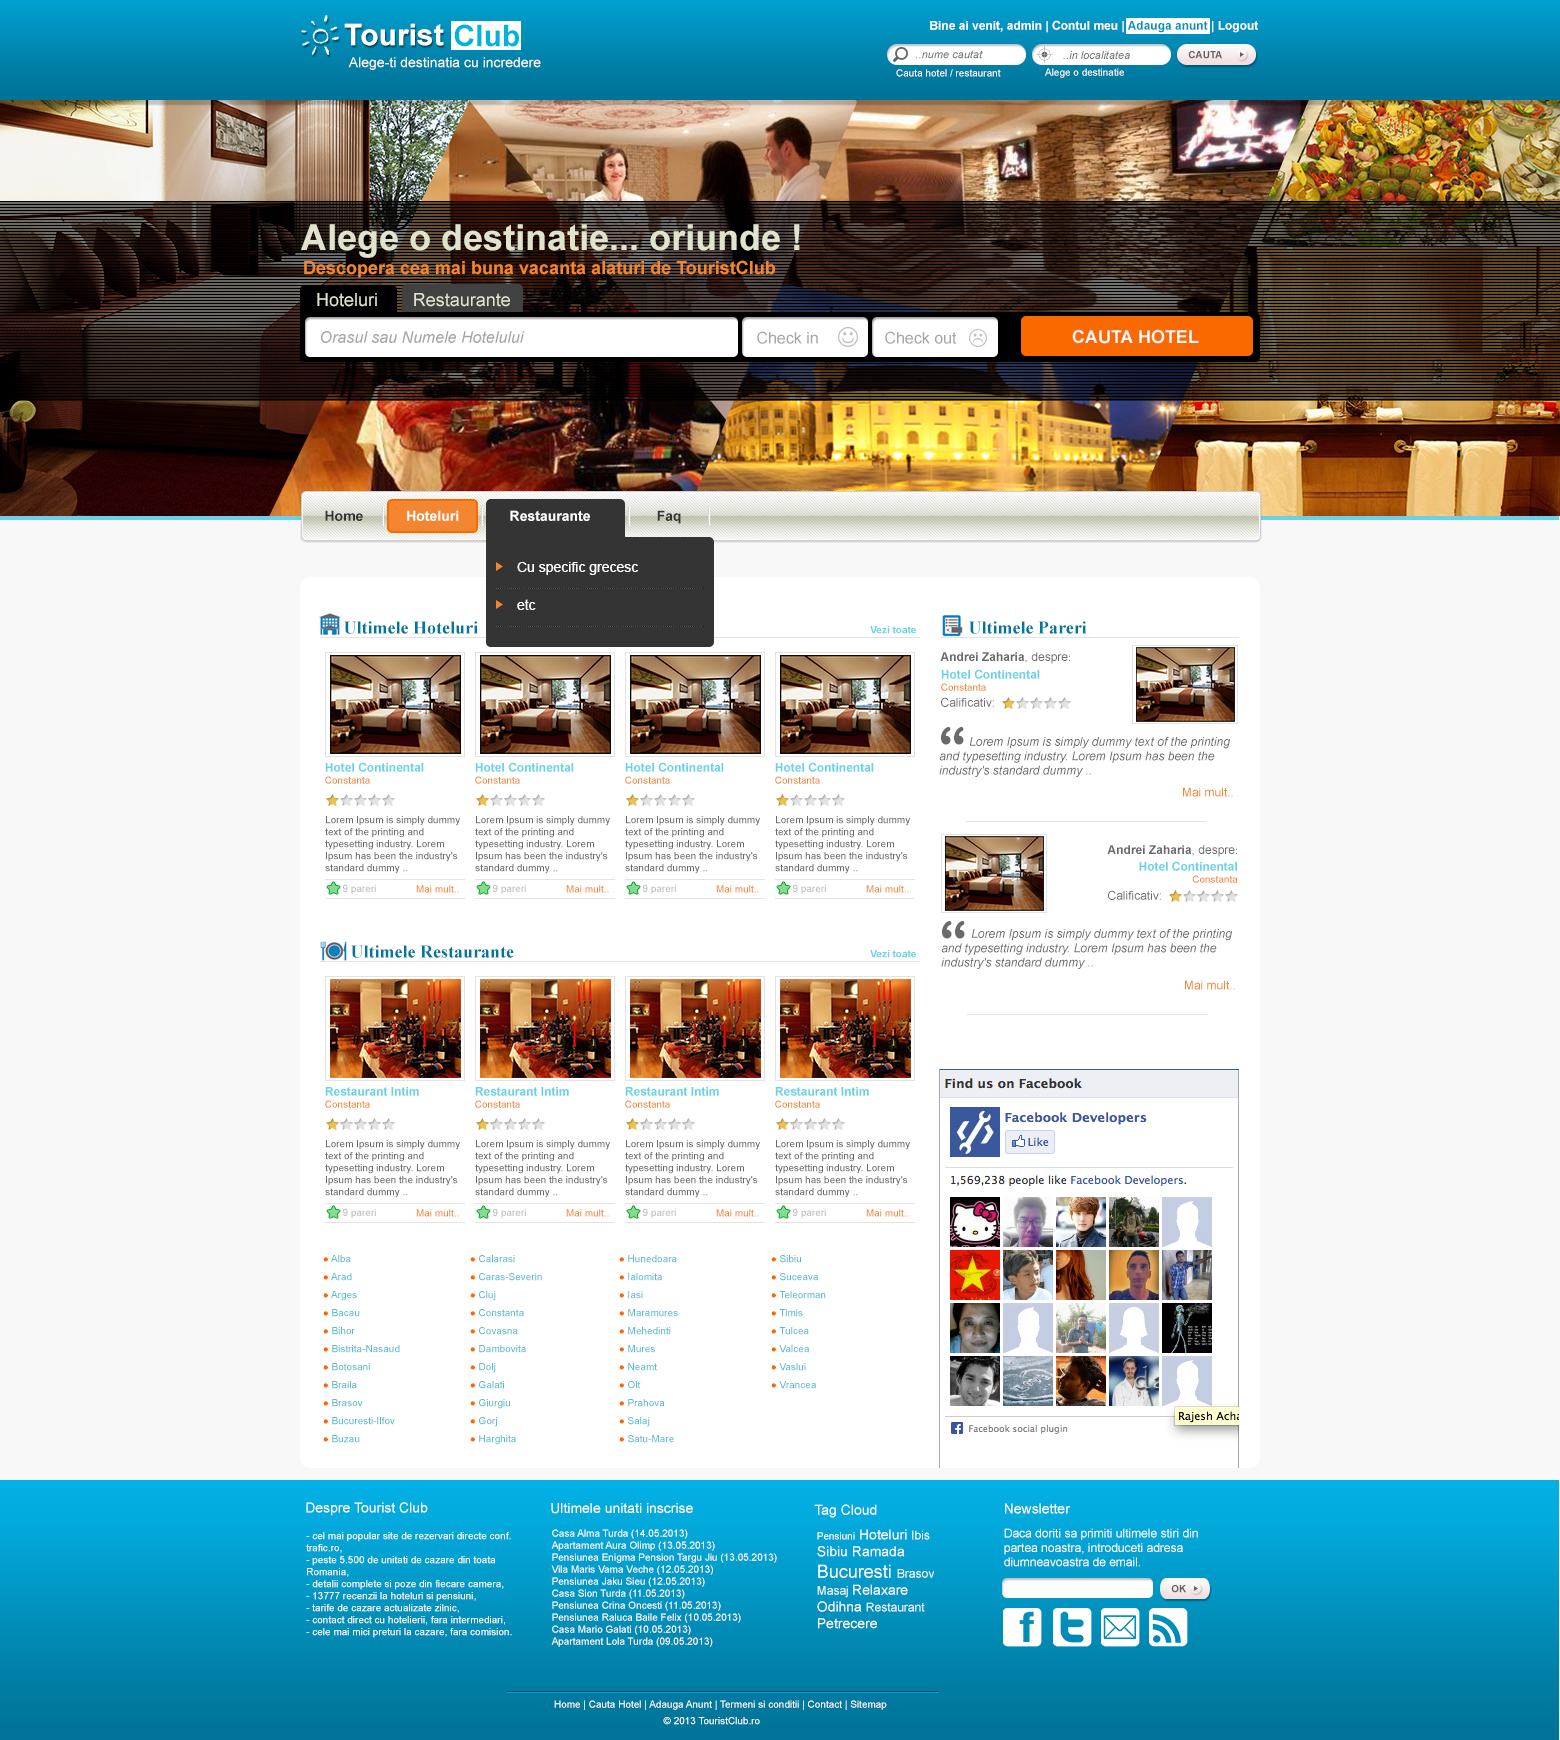 Tourist Club
Alege-ti destinatia cu incredere
Bine ai venit, admin | Contul meu | Adauga anunt | Logout
..nume cautat
..in localitatea
CAUTA
Cauta hotel / restaurant
Alege o destinatie
Alege o destinatie... oriunde !
Descopera cea mai buna vacanta alaturi de TouristClub
Hoteluri
Restaurante
Orasul sau Numele Hotelului
Check in
Check out
CAUTA HOTEL
Home
Hoteluri
Restaurante
Faq
Cu specific grecesc
etc
Ultimele Hoteluri
Vezi toate
Hotel Continental
Constanta
Lorem Ipsum is simply dummy
text of the printing and
typesetting industry. Lorem
Ipsum has been the industry's
standard dummy ..
9 pareri
Mai mult..
Hotel Continental
Constanta
Lorem Ipsum is simply dummy
text of the printing and
typesetting industry. Lorem
Ipsum has been the industry's
standard dummy ..
9 pareri
Mai mult..
Hotel Continental
Constanta
Lorem Ipsum is simply dummy
text of the printing and
typesetting industry. Lorem
Ipsum has been the industry's
standard dummy ..
9 pareri
Mai mult..
Hotel Continental
Constanta
Lorem Ipsum is simply dummy
text of the printing and
typesetting industry. Lorem
Ipsum has been the industry's
standard dummy ..
9 pareri
Mai mult..
Ultimele Restaurante
Vezi toate
Restaurant Intim
Constanta
Lorem Ipsum is simply dummy
text of the printing and
typesetting industry. Lorem
Ipsum has been the industry's
standard dummy ..
9 pareri
Mai mult..
Restaurant Intim
Constanta
Lorem Ipsum is simply dummy
text of the printing and
typesetting industry. Lorem
Ipsum has been the industry's
standard dummy ..
9 pareri
Mai mult..
Restaurant Intim
Constanta
Lorem Ipsum is simply dummy
text of the printing and
typesetting industry. Lorem
Ipsum has been the industry's
standard dummy ..
9 pareri
Mai mult..
Restaurant Intim
Constanta
Lorem Ipsum is simply dummy
text of the printing and
typesetting industry. Lorem
Ipsum has been the industry's
standard dummy ..
9 pareri
Mai mult..
Alba
Arad
Arges
Bacau
Bihor
Bistrita-Nasaud
Botosani
Braila
Brasov
Bucuresti-Ilfov
Buzau
Calarasi
Caras-Severin
Cluj
Constanta
Covasna
Dambovita
Dolj
Galati
Giurgiu
Gorj
Harghita
Hunedoara
Ialomita
Iasi
Maramures
Mehedinti
Mures
Neamt
Olt
Prahova
Salaj
Satu-Mare
Sibiu
Suceava
Teleorman
Timis
Tulcea
Valcea
Vaslui
Vrancea
Ultimele Pareri
Andrei Zaharia, despre:
Hotel Continental
Constanta
Calificativ:
“ Lorem Ipsum is simply dummy text of the printing
and typesetting industry. Lorem Ipsum has been the
industry's standard dummy ..
Mai mult..
Andrei Zaharia, despre:
Hotel Continental
Constanta
Calificativ:
“ Lorem Ipsum is simply dummy text of the printing
and typesetting industry. Lorem Ipsum has been the
industry's standard dummy ..
Mai mult..
Find us on Facebook
Facebook Developers
Like
1,569,238 people like Facebook Developers.
Rajesh Acha
Facebook social plugin
Despre Tourist Club
- cel mai popular site de rezervari directe conf.
trafic.ro,
- peste 5.500 de unitati de cazare din toata
Romania,
- detalii complete si poze din fiecare camera,
- 13777 recenzii la hoteluri si pensiuni,
- tarife de cazare actualizate zilnic,
- contact direct cu hotelierii, fara intermediari,
- cele mai mici preturi la cazare, fara comision.
Ultimele unitati inscrise
Casa Alma Turda (14.05.2013)
Apartament Aura Olimp (13.05.2013)
Pensiunea Enigma Pension Targu Jiu (13.05.2013)
Vila Maris Vama Veche (12.05.2013)
Pensiunea Jaku Sieu (12.05.2013)
Casa Sion Turda (11.05.2013)
Pensiunea Crina Oncesti (11.05.2013)
Pensiunea Raluca Baile Felix (10.05.2013)
Casa Mario Galati (10.05.2013)
Apartament Lola Turda (09.05.2013)
Tag Cloud
Pensiuni Hoteluri Ibis
Sibiu Ramada
Bucuresti Brasov
Masaj Relaxare
Odihna Restaurant
Petrecere
Newsletter
Daca doriti sa primiti ultimele stiri din
partea noastra, introduceti adresa
diumneavoastra de email.
OK
Home | Cauta Hotel | Adauga Anunt | Termeni si conditii | Contact | Sitemap
© 2013 TouristClub.ro